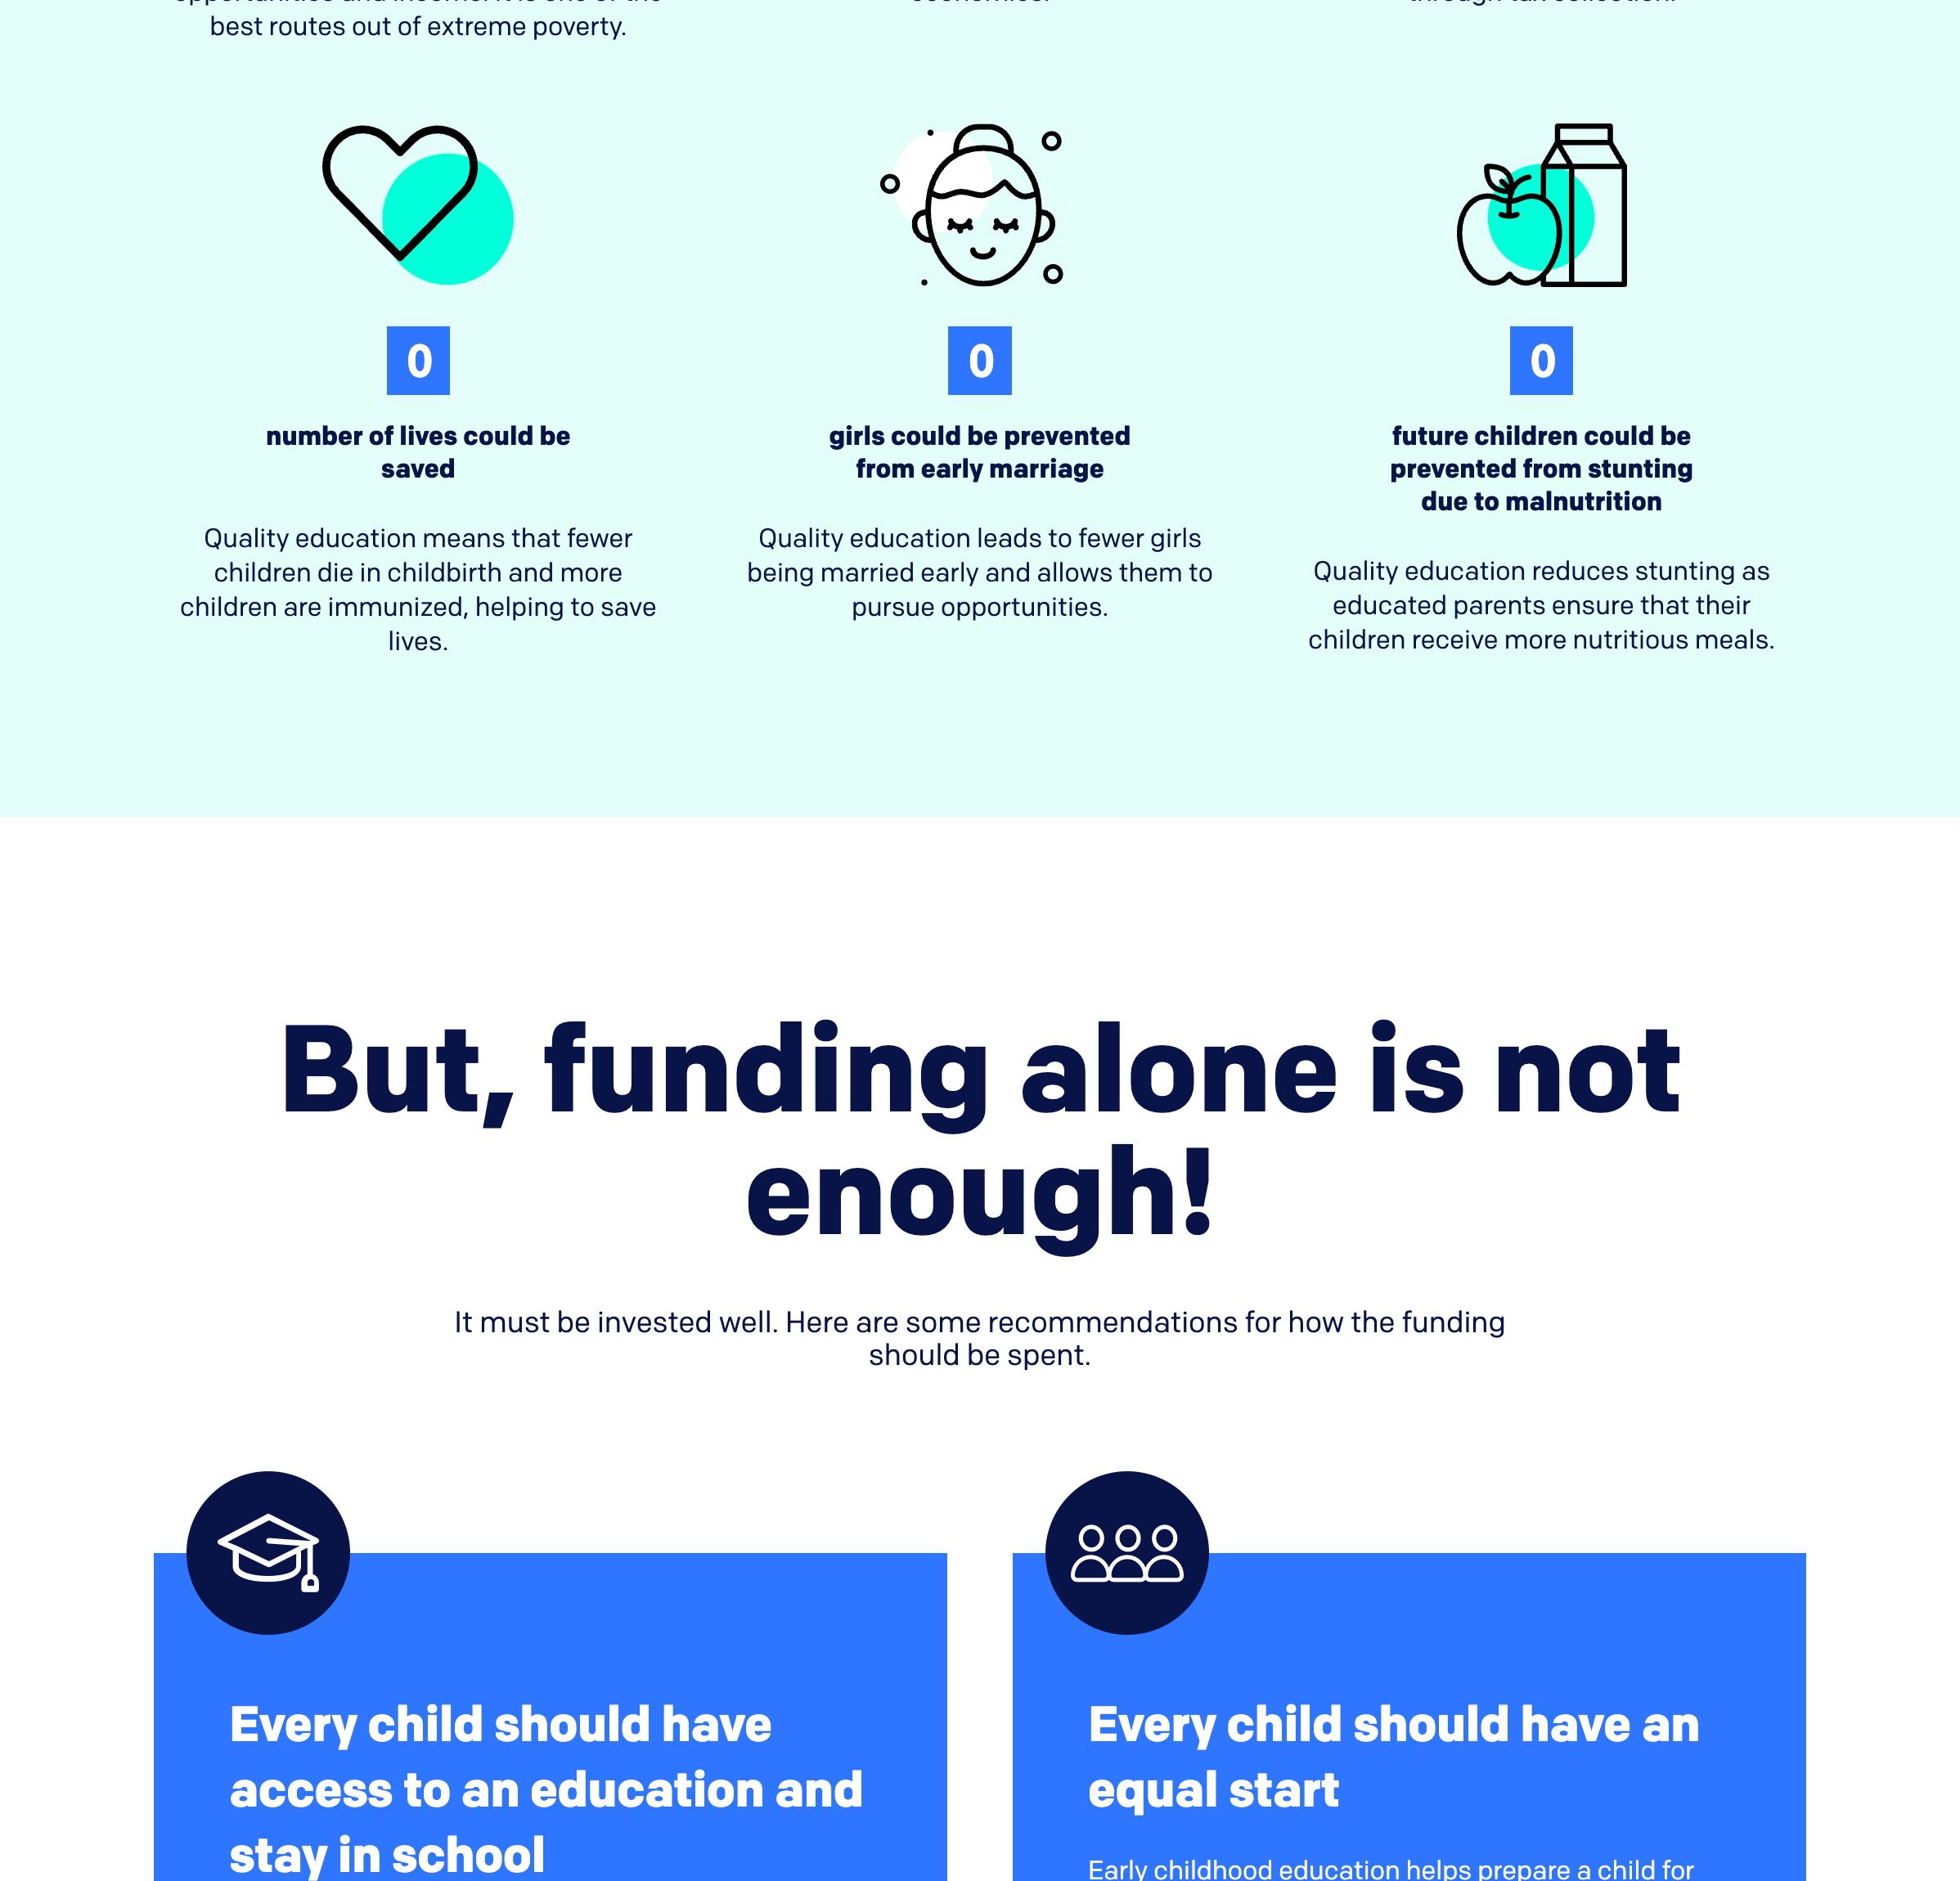 best routes out of extreme poverty.
0
number of lives could be
saved
Quality education means that fewer
children die in childbirth and more
children are immunized, helping to save
lives.
0
girls could be prevented
from early marriage
Quality education leads to fewer girls
being married early and allows them to
pursue opportunities.
0
future children could be
prevented from stunting
due to malnutrition
Quality education reduces stunting as
educated parents ensure that their
children receive more nutritious meals.
But, funding alone is not
enough!
It must be invested well. Here are some recommendations for how the funding
should be spent.
Every child should have
access to an education and
stay in school
Every child should have an
equal start
Early childhood education helps prepare a child for